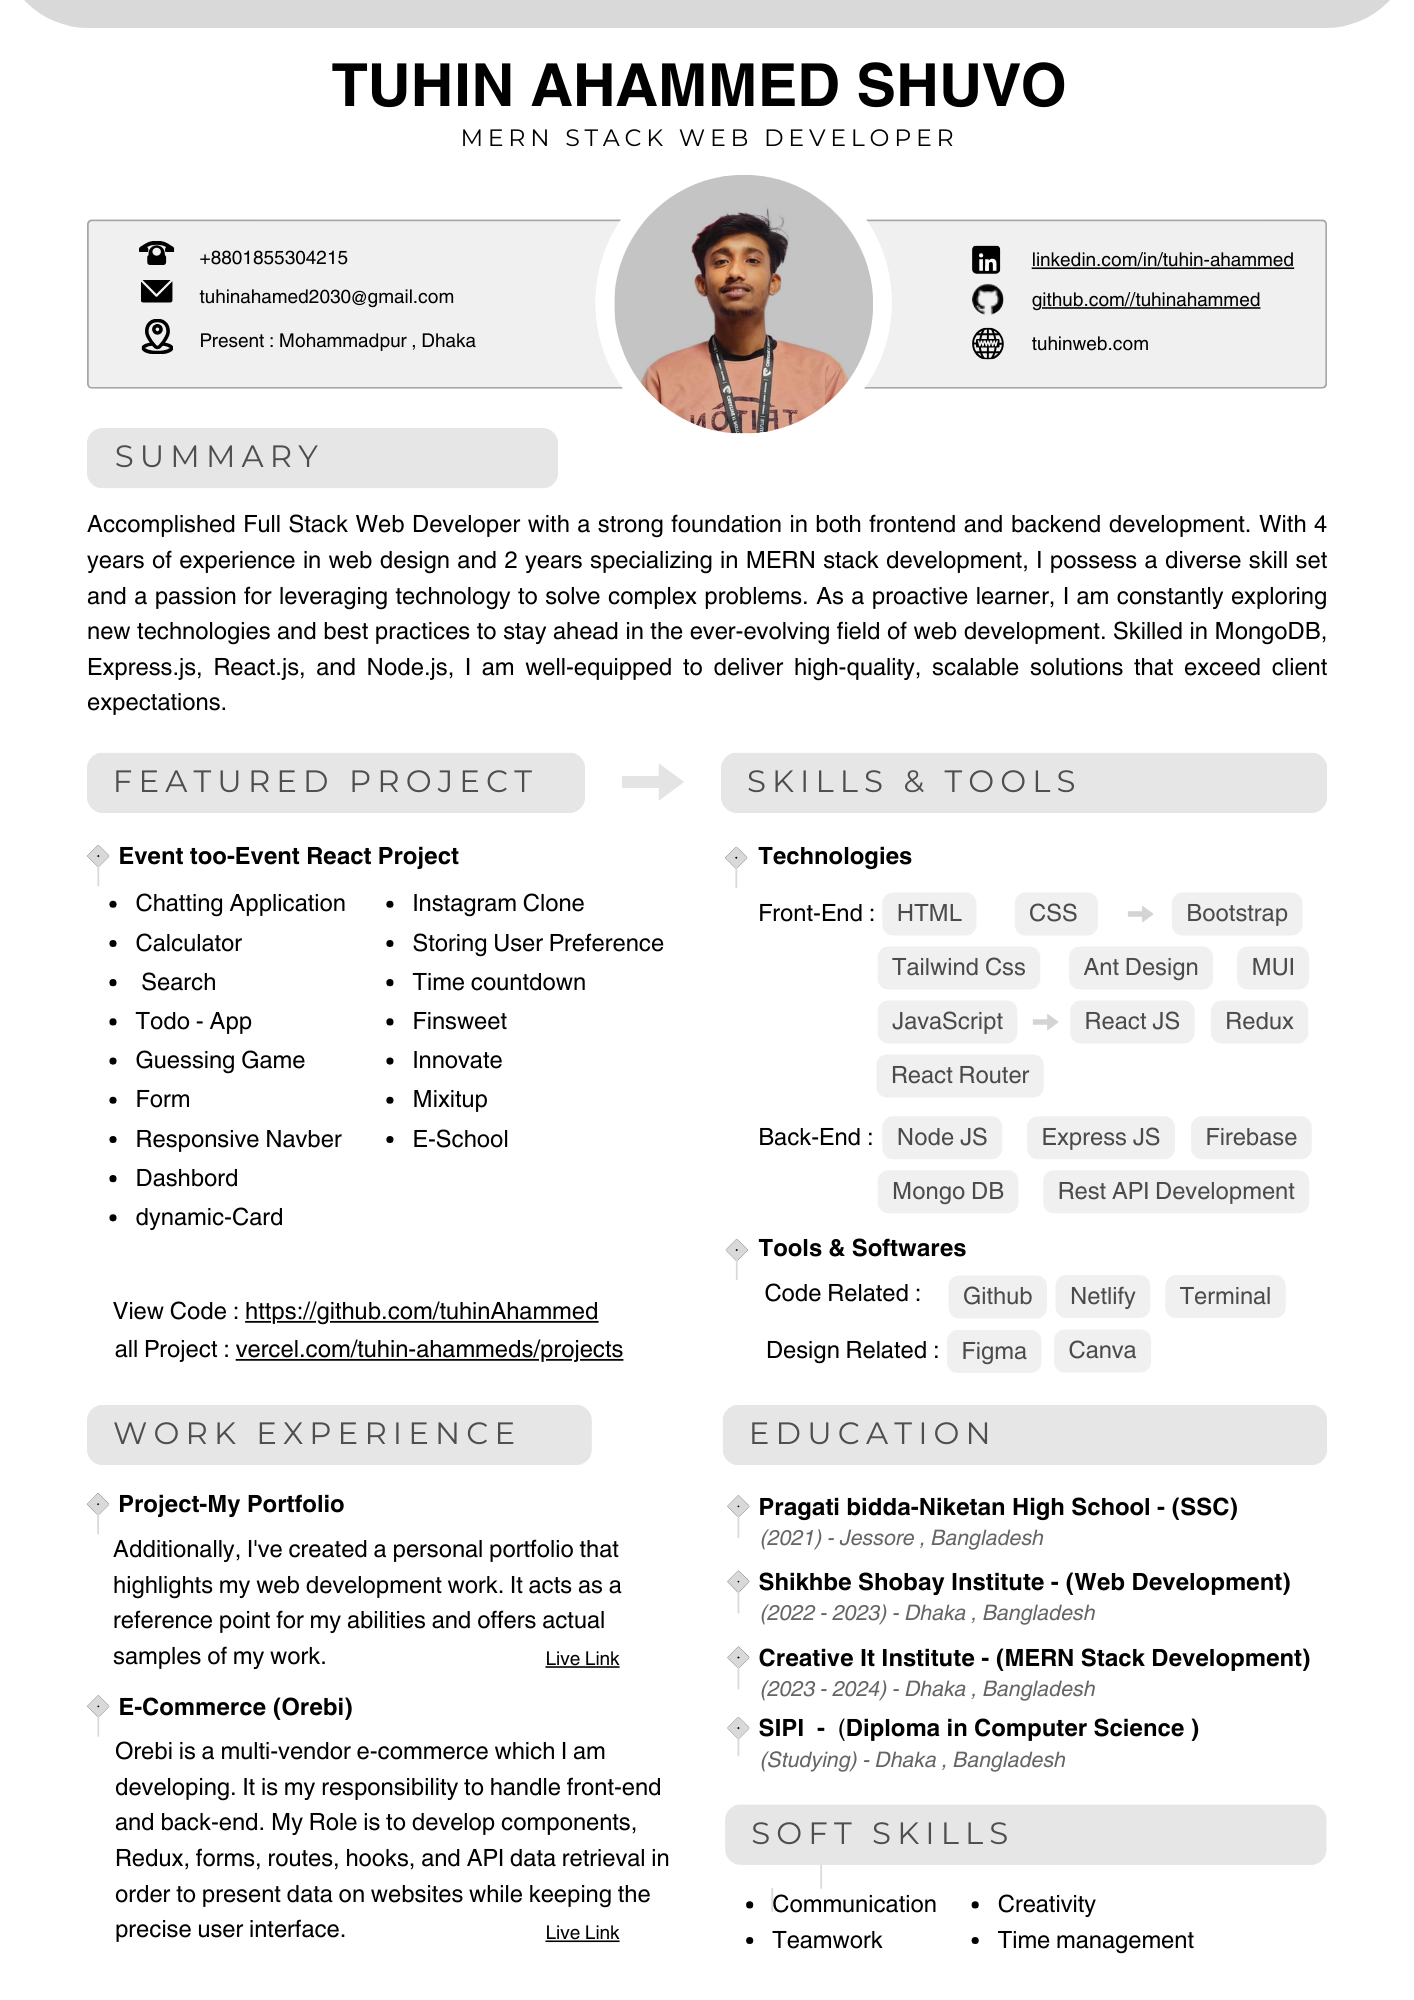 TUHIN AHAMMED SHUVO
MERN STACK WEB DEVELOPER
+8801855304215
tuhinahamed2030@gmail.com
Present : Mohammadpur , Dhaka
linkedin.com/in/tuhin-ahammed
github.com//tuhinahammed
tuhinweb.com
SUMMARY
Accomplished Full Stack Web Developer with a strong foundation in both frontend and backend development. With 4
years of experience in web design and 2 years specializing in MERN stack development, I possess a diverse skill set
and a passion for leveraging technology to solve complex problems. As a proactive learner, I am constantly exploring
new technologies and best practices to stay ahead in the ever-evolving field of web development. Skilled in MongoDB,
Express.js, React.js, and Node.js, I am well-equipped to deliver high-quality, scalable solutions that exceed client
expectations.
FEATURED PROJECT
Event too-Event React Project
• Chatting Application
• Calculator
• Search
• Todo - App
• Guessing Game
• Form
• Responsive Navber
• Dashbord
• dynamic-Card
• Instagram Clone
• Storing User Preference
• Time countdown
• Finsweet
• Innovate
• Mixitup
• E-School
View Code : https://github.com/tuhinAhammed
all Project : vercel.com/tuhin-ahammeds/projects
SKILLS & TOOLS
Technologies
Front-End : HTML CSS Bootstrap
Tailwind Css Ant Design MUI
JavaScript React JS Redux
React Router
Back-End : Node JS Express JS Firebase
Mongo DB Rest API Development
Tools & Softwares
Code Related : Github Netlify Terminal
Design Related : Figma Canva
WORK EXPERIENCE
Project-My Portfolio
Additionally, I've created a personal portfolio that
highlights my web development work. It acts as a
reference point for my abilities and offers actual
samples of my work. Live Link
E-Commerce (Orebi)
Orebi is a multi-vendor e-commerce which I am
developing. It is my responsibility to handle front-end
and back-end. My Role is to develop components,
Redux, forms, routes, hooks, and API data retrieval in
order to present data on websites while keeping the
precise user interface. Live Link
EDUCATION
Pragati bidda-Niketan High School - (SSC)
(2021) - Jessore , Bangladesh
Shikhbe Shobay Institute - (Web Development)
(2022 - 2023) - Dhaka , Bangladesh
Creative It Institute - (MERN Stack Development)
(2023 - 2024) - Dhaka , Bangladesh
SIPI - (Diploma in Computer Science )
(Studying) - Dhaka , Bangladesh
SOFT SKILLS
• Communication
• Teamwork
• Creativity
• Time management